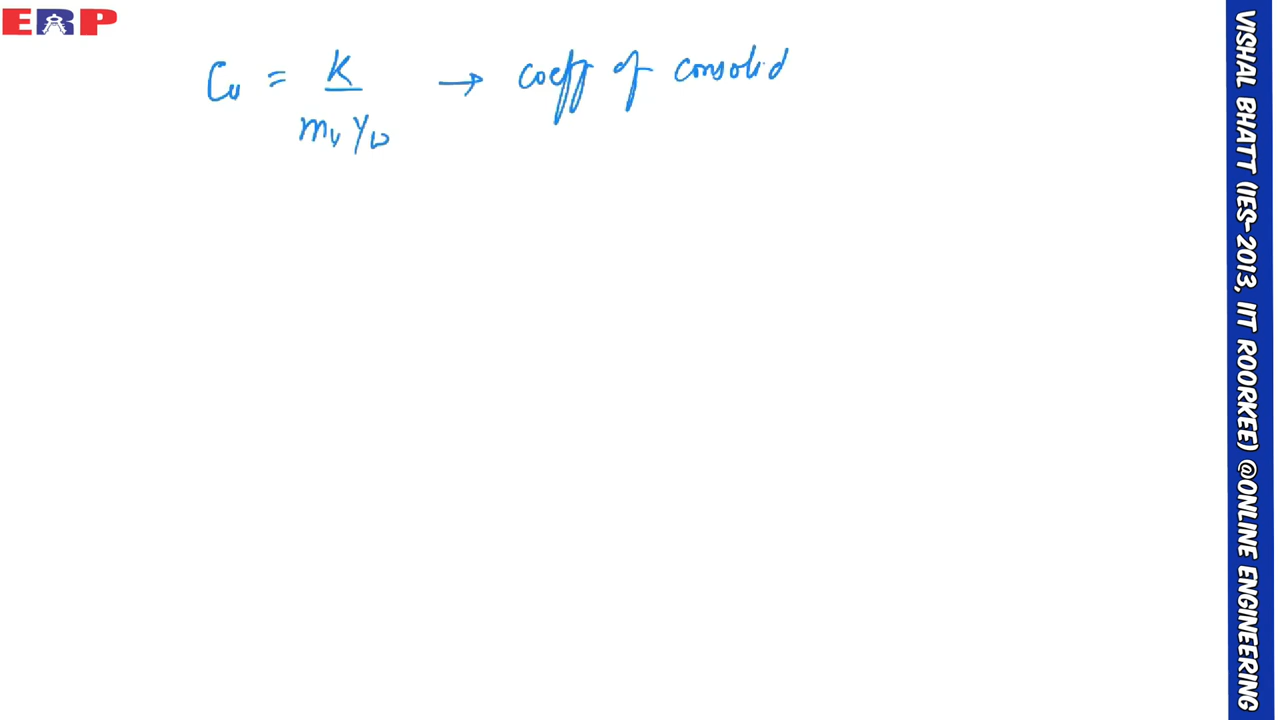 ERP
Cv = K / mv γw → coeff of consolid
VISHAL BHATT (IES-2013, IIT ROORKEE) @ONLINE ENGINEERING